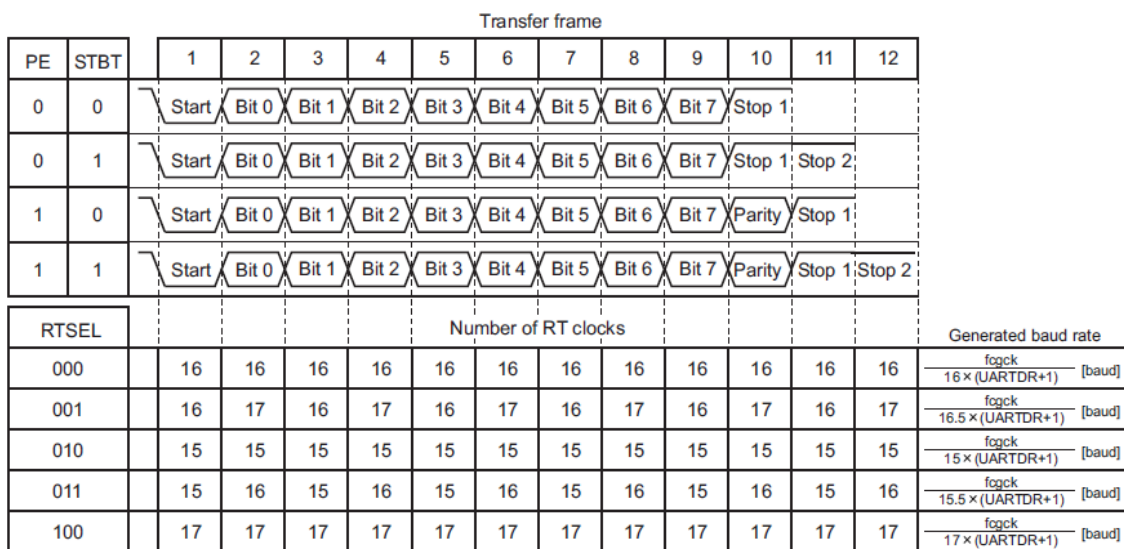 Transfer frame
PE STBT 1 2 3 4 5 6 7 8 9 10 11 12
0 0 Start Bit 0 Bit 1 Bit 2 Bit 3 Bit 4 Bit 5 Bit 6 Bit 7 Stop 1
0 1 Start Bit 0 Bit 1 Bit 2 Bit 3 Bit 4 Bit 5 Bit 6 Bit 7 Stop 1 Stop 2
1 0 Start Bit 0 Bit 1 Bit 2 Bit 3 Bit 4 Bit 5 Bit 6 Bit 7 Parity Stop 1
1 1 Start Bit 0 Bit 1 Bit 2 Bit 3 Bit 4 Bit 5 Bit 6 Bit 7 Parity Stop 1 Stop 2
RTSEL Number of RT clocks Generated baud rate
000 16 16 16 16 16 16 16 16 16 16 16 16 fcgck
16×(UARTDR+1) [baud]
001 16 17 16 17 16 17 16 17 16 17 16 17 fcgck
16.5×(UARTDR+1) [baud]
010 15 15 15 15 15 15 15 15 15 15 15 15 fcgck
15×(UARTDR+1) [baud]
011 15 16 15 16 15 16 15 16 15 16 15 16 fcgck
15.5×(UARTDR+1) [baud]
100 17 17 17 17 17 17 17 17 17 17 17 17 fcgck
17×(UARTDR+1) [baud]